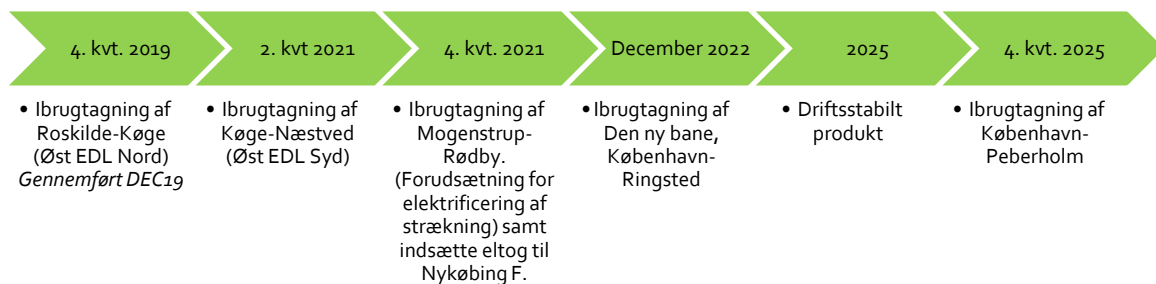 4. kvt. 2019
2. kvt 2021
4. kvt. 2021
December 2022
2025
4. kvt. 2025
• Ibrugtagning af
Roskilde-Køge
(Øst EDL Nord)
Gennemført DEC19
• Ibrugtagning af
Køge-Næstved
(Øst EDL Syd)
• Ibrugtagning af
Mogenstrup-
Rødby.
(Forudsætning for
elektrificering af
strækning) samt
indsætte eltog til
Nykøbing F.
• Ibrugtagning af
Den ny bane,
København-
Ringsted
• Driftsstabilt
produkt
• Ibrugtagning af
København-
Peberholm